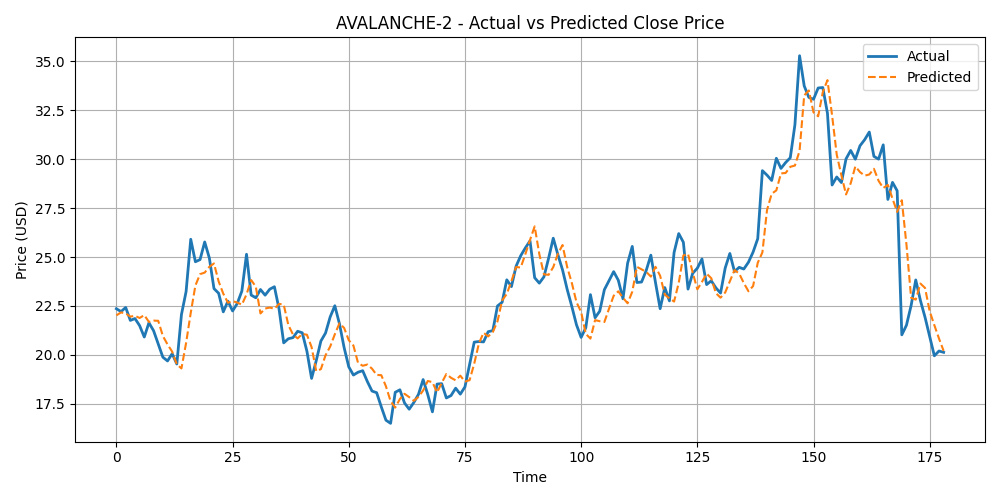 AVALANCHE-2 - Actual vs Predicted Close Price
Actual
Predicted
Price (USD)
35.0
32.5
30.0
27.5
25.0
22.5
20.0
17.5
0 25 50 75 100 125 150 175
Time